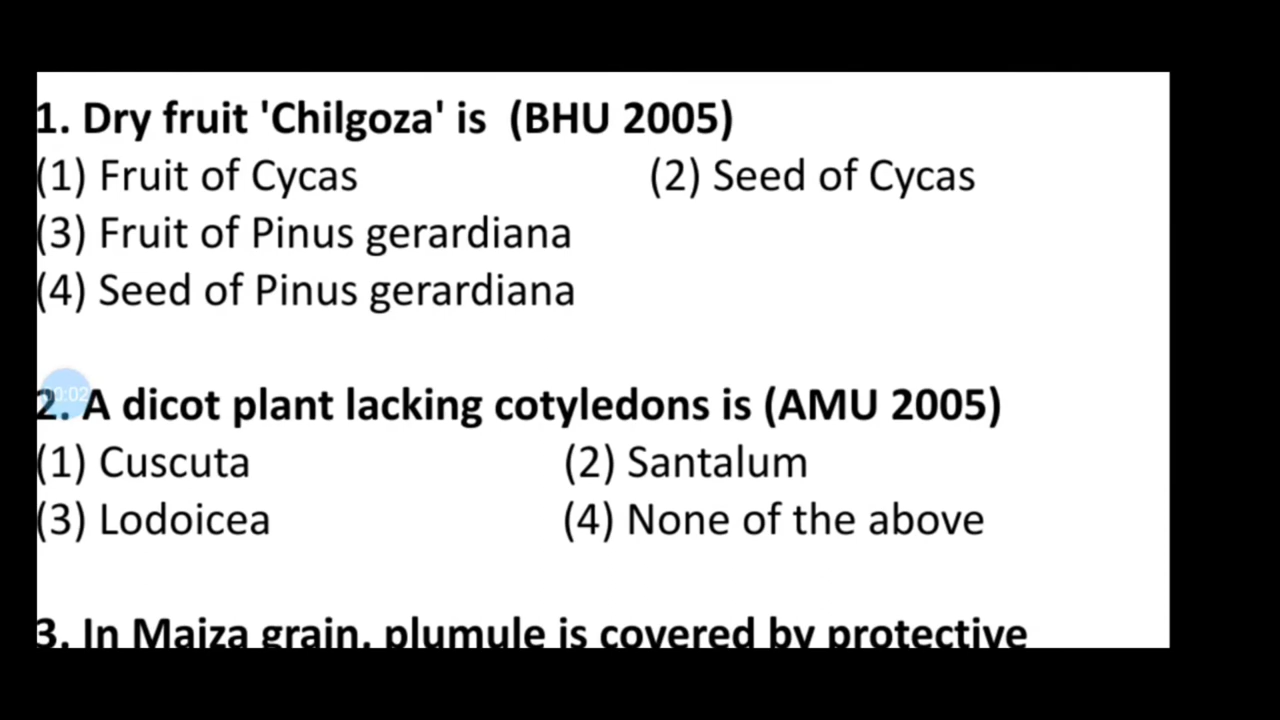 1. Dry fruit 'Chilgoza' is (BHU 2005)
(1) Fruit of Cycas (2) Seed of Cycas
(3) Fruit of Pinus gerardiana
(4) Seed of Pinus gerardiana
00:02
2. A dicot plant lacking cotyledons is (AMU 2005)
(1) Cuscuta (2) Santalum
(3) Lodoicea (4) None of the above
3. In Maiza grain, plumule is covered by protective